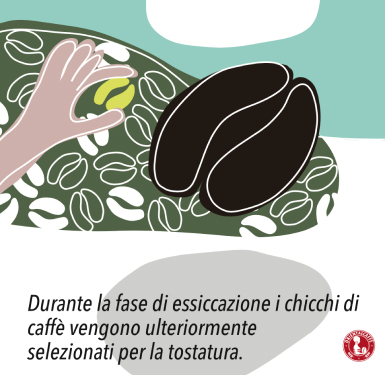 Durante la fase di essiccazione i chicchi di
caffè vengono ulteriormente
selezionati per la tostatura.